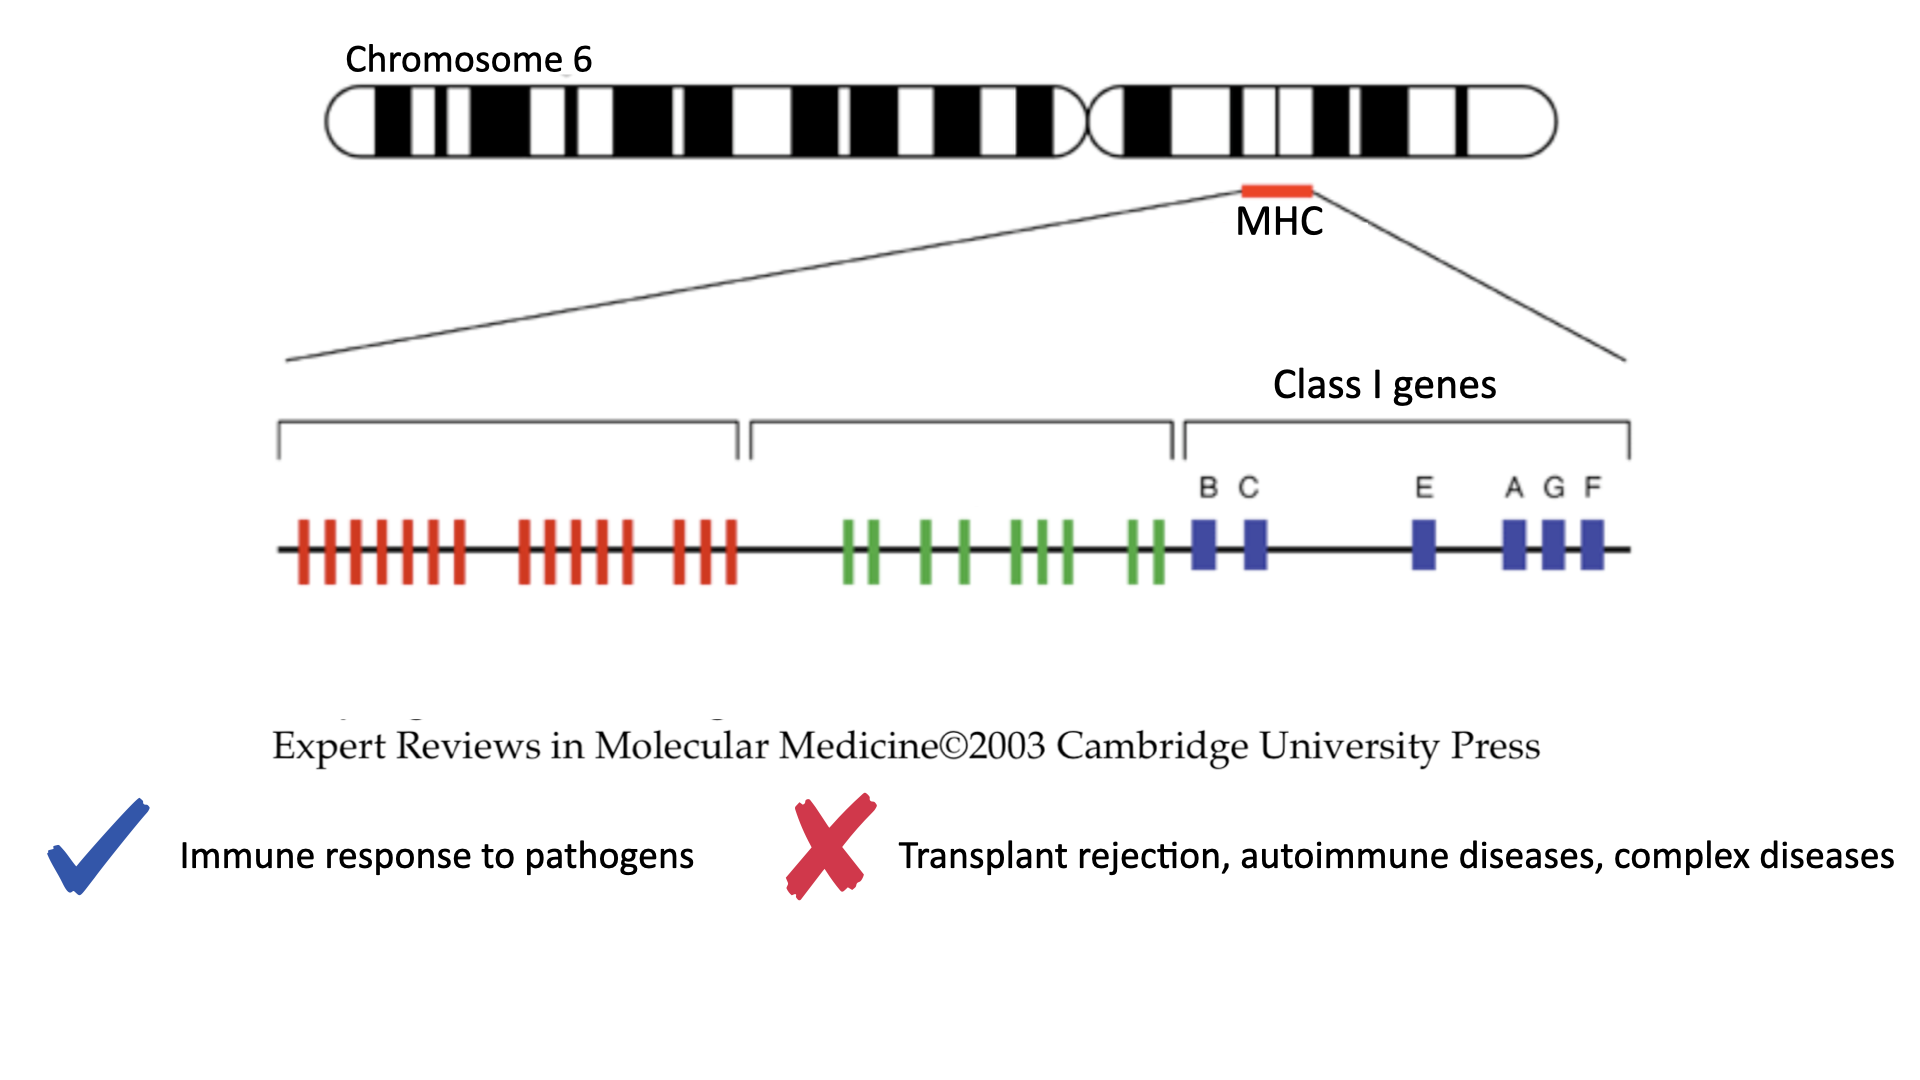 Chromosome 6
MHC
Class I genes
B C E A G F
Expert Reviews in Molecular Medicine©2003 Cambridge University Press
Immune response to pathogens
Transplant rejection, autoimmune diseases, complex diseases